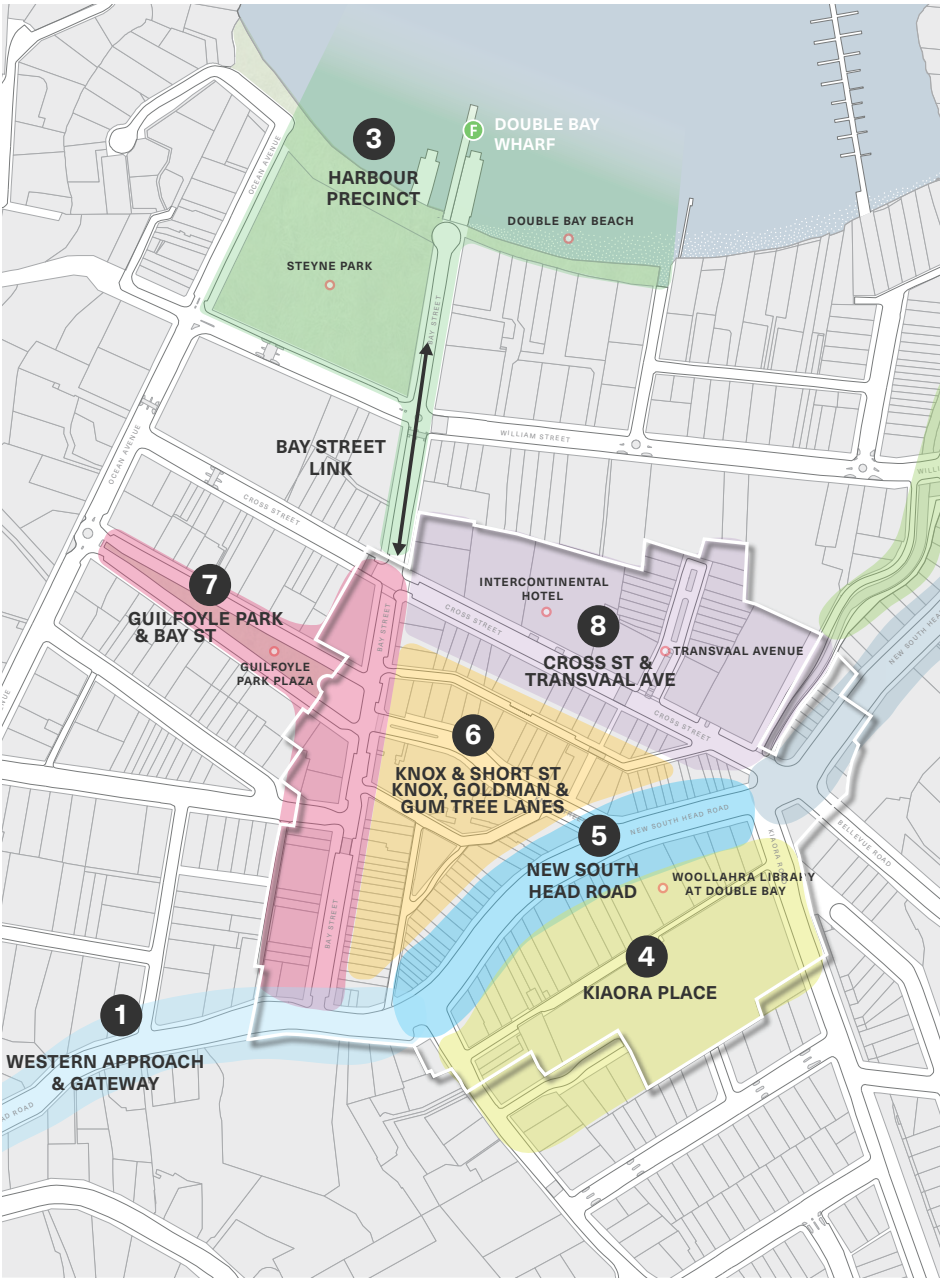 DOUBLE BAY
WHARF
F
3
HARBOUR
PRECINCT
OCEAN AVENUE
DOUBLE BAY BEACH
STEYNE PARK
BAY STREET
WILLIAM STREET
BAY STREET
LINK
OCEAN AVENUE
CROSS STREET
7
GUILFOYLE PARK
& BAY ST
GUILFOYLE
PARK PLAZA
BAY STREET
INTERCONTINENTAL
HOTEL
CROSS STREET
8
CROSS ST &
TRANSVAAL AVE
TRANSVAAL AVENUE
CROSS STREET
NEW SOUTH HEA
6
KNOX & SHORT ST
KNOX, GOLDMAN &
GUM TREE LANES
5
NEW SOUTH
HEAD ROAD
NEW SOUTH HEAD ROAD
KIAORA RO
BELLEVUE ROAD
WOOLLAHRA LIBRARY
AT DOUBLE BAY
BAY STREET
4
KIAORA PLACE
1
WESTERN APPROACH
& GATEWAY
AD ROAD